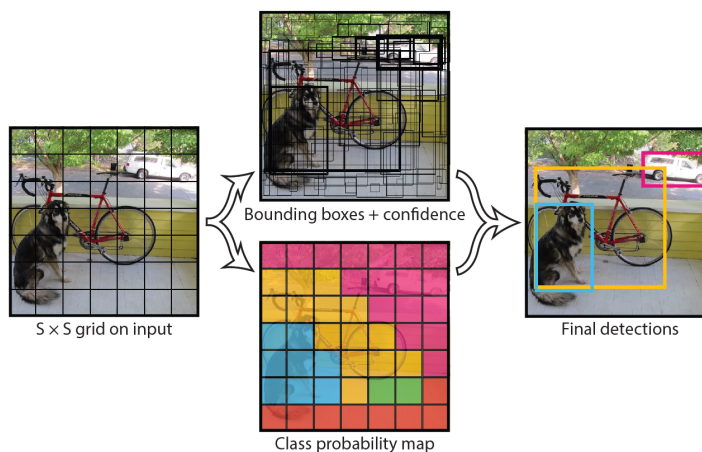 Bounding boxes + confidence
S × S grid on input
Final detections
Class probability map